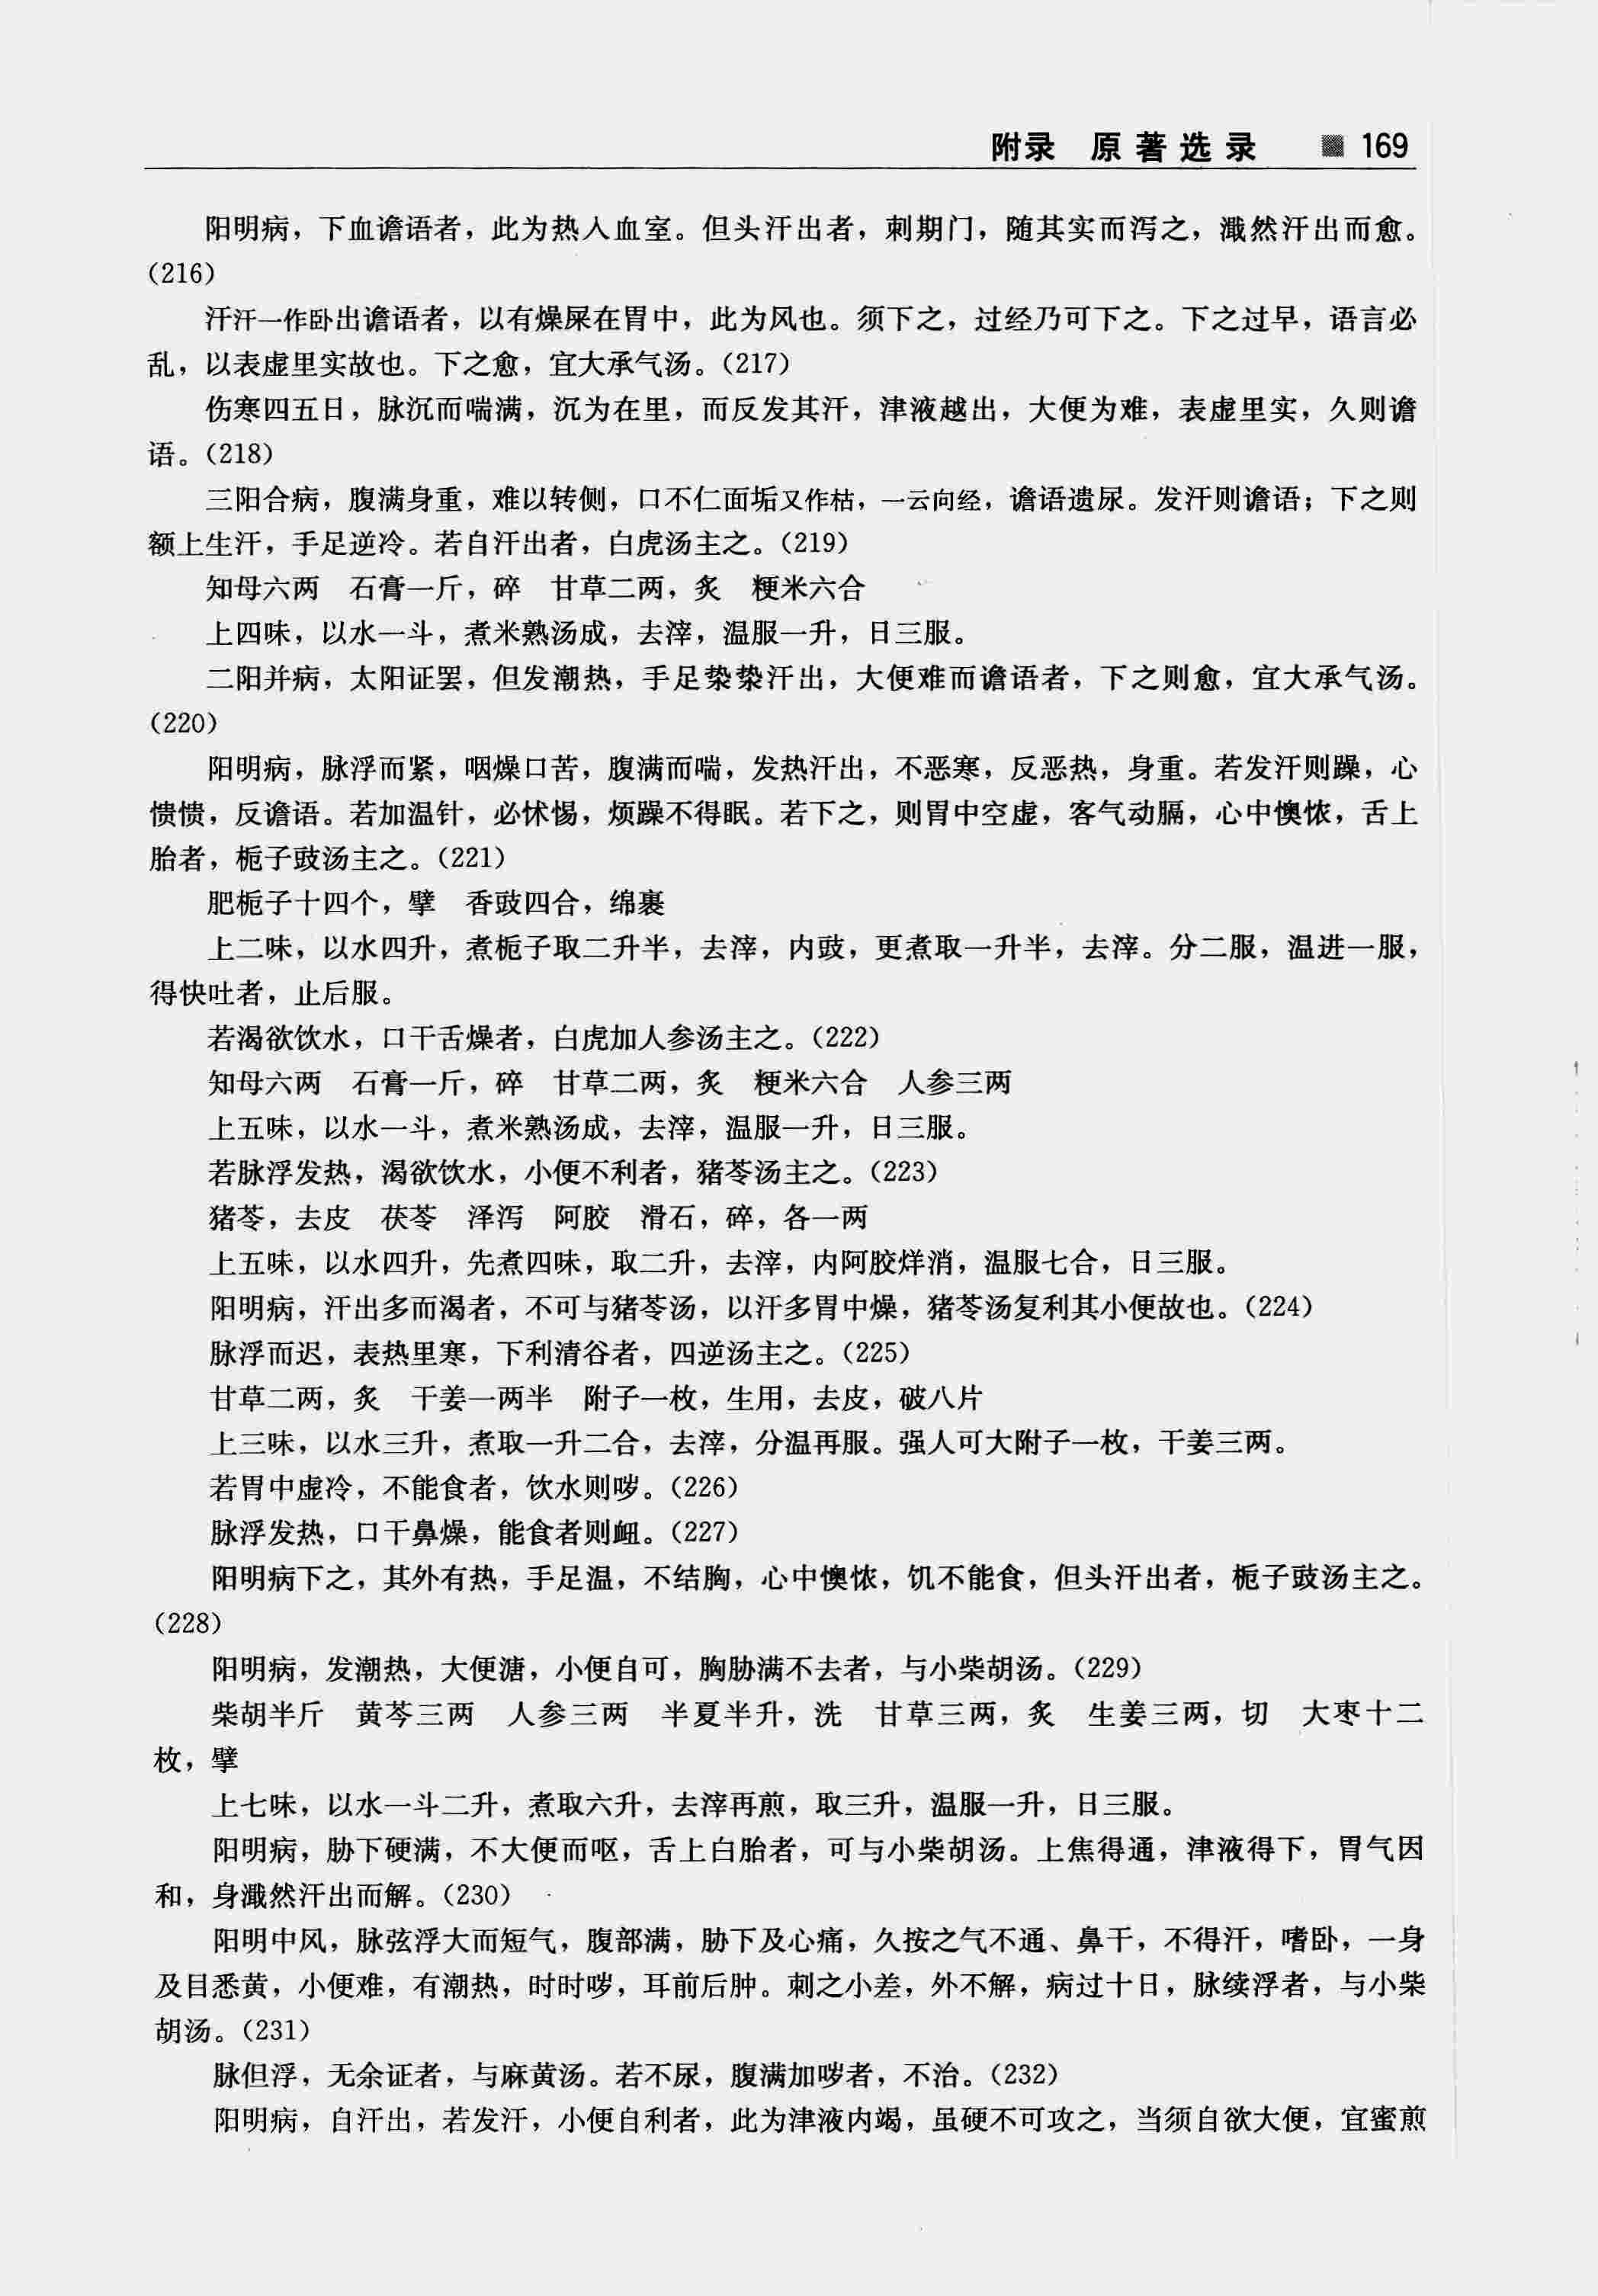 附录 原著选录 169
阳明病，下血谵语者，此为热入血室。但头汗出者，刺期门，随其实而泻之，濈然汗出而愈。
（216）
汗汗一作卧出谵语者，以有燥屎在胃中，此为风也。须下之，过经乃可下之。下之过早，语言必
乱，以表虚里实故也。下之愈，宜大承气汤。（217）
伤寒四五日，脉沉而喘满，沉为在里，而反发其汗，津液越出，大便为难，表虚里实，久则谵
语。（218）
三阳合病，腹满身重，难以转侧，口不仁面垢又作枯，一云向经，谵语遗尿。发汗则谵语；下之则
额上生汗，手足逆冷。若自汗出者，白虎汤主之。（219）
知母六两 石膏一斤，碎 甘草二两，炙 粳米六合
上四味，以水一斗，煮米熟汤成，去滓，温服一升，日三服。
二阳并病，太阳证罢，但发潮热，手足漐漐汗出，大便难而谵语者，下之则愈，宜大承气汤。
（220）
阳明病，脉浮而紧，咽燥口苦，腹满而喘，发热汗出，不恶寒，反恶热，身重。若发汗则躁，心
愦愦，反谵语。若加温针，必怵惕，烦躁不得眠。若下之，则胃中空虚，客气动膈，心中懊憹，舌上
胎者，栀子豉汤主之。（221）
肥栀子十四个，擘 香豉四合，绵裹
上二味，以水四升，煮栀子取二升半，去滓，内豉，更煮取一升半，去滓。分二服，温进一服，
得快吐者，止后服。
若渴欲饮水，口干舌燥者，白虎加人参汤主之。（222）
知母六两 石膏一斤，碎 甘草二两，炙 粳米六合 人参三两
上五味，以水一斗，煮米熟汤成，去滓，温服一升，日三服。
若脉浮发热，渴欲饮水，小便不利者，猪苓汤主之。（223）
猪苓，去皮 茯苓 泽泻 阿胶 滑石，碎，各一两
上五味，以水四升，先煮四味，取二升，去滓，内阿胶烊消，温服七合，日三服。
阳明病，汗出多而渴者，不可与猪苓汤，以汗多胃中燥，猪苓汤复利其小便故也。（224）
脉浮而迟，表热里寒，下利清谷者，四逆汤主之。（225）
甘草二两，炙 干姜一两半 附子一枚，生用，去皮，破八片
上三味，以水三升，煮取一升二合，去滓，分温再服。强人可大附子一枚，干姜三两。
若胃中虚冷，不能食者，饮水则哕。（226）
脉浮发热，口干鼻燥，能食者则衄。（227）
阳明病下之，其外有热，手足温，不结胸，心中懊憹，饥不能食，但头汗出者，栀子豉汤主之。
（228）
阳明病，发潮热，大便溏，小便自可，胸胁满不去者，与小柴胡汤。（229）
柴胡半斤 黄芩三两 人参三两 半夏半升，洗 甘草三两，炙 生姜三两，切 大枣十二
枚，擘
上七味，以水一斗二升，煮取六升，去滓再煎，取三升，温服一升，日三服。
阳明病，胁下硬满，不大便而呕，舌上白胎者，可与小柴胡汤。上焦得通，津液得下，胃气因
和，身濈然汗出而解。（230）
阳明中风，脉弦浮大而短气，腹部满，胁下及心痛，久按之气不通、鼻干，不得汗，嗜卧，一身
及目悉黄，小便难，有潮热，时时哕，耳前后肿。刺之小差，外不解，病过十日，脉续浮者，与小柴
胡汤。（231）
脉但浮，无余证者，与麻黄汤。若不尿，腹满加哕者，不治。（232）
阳明病，自汗出，若发汗，小便自利者，此为津液内竭，虽硬不可攻之，当须自欲大便，宜蜜煎